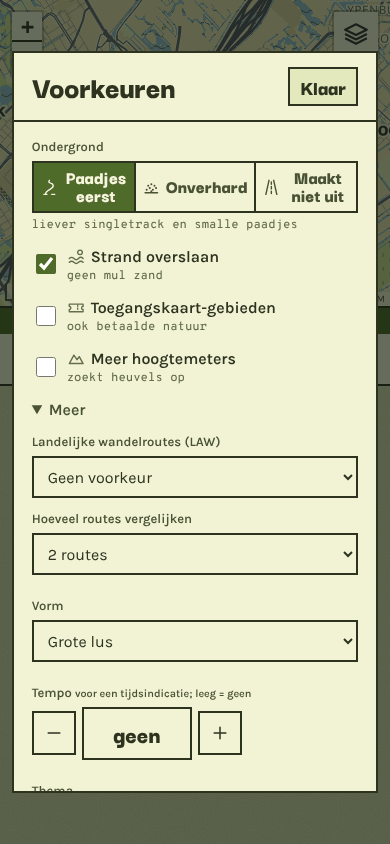 +
Voorkeuren
Klaar
Ondergrond
Paadjes eerst
Onverhard
Maakt niet uit
liever singletrack en smalle paadjes
Strand overslaan
geen mul zand
Toegangskaart-gebieden
ook betaalde natuur
Meer hoogtemeters
zoekt heuvels op
▼ Meer
Landelijke wandelroutes (LAW)
Geen voorkeur
Hoeveel routes vergelijken
2 routes
Vorm
Grote lus
Tempo voor een tijdsindicatie; leeg = geen
−
geen
+
Thema